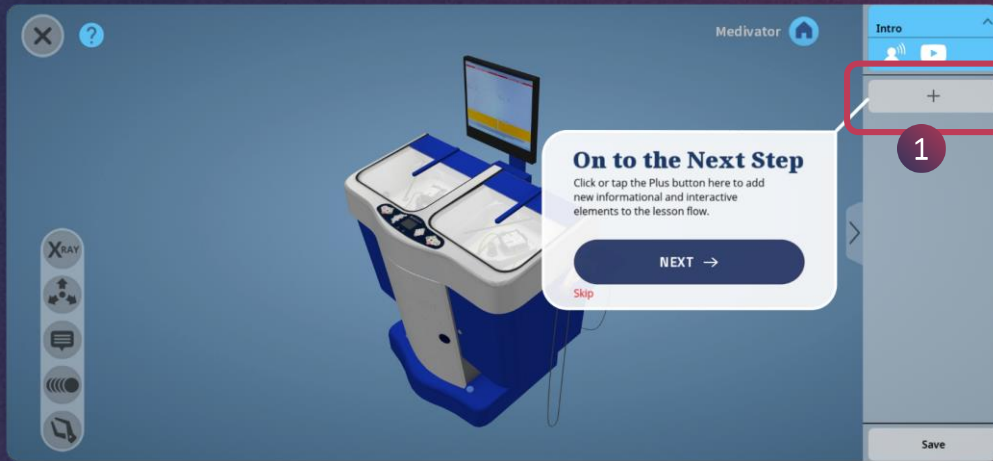 ?
Medivator
Intro
+
1
On to the Next Step
Click or tap the Plus button here to add
new informational and interactive
elements to the lesson flow.
NEXT →
Skip
XRAY
Save